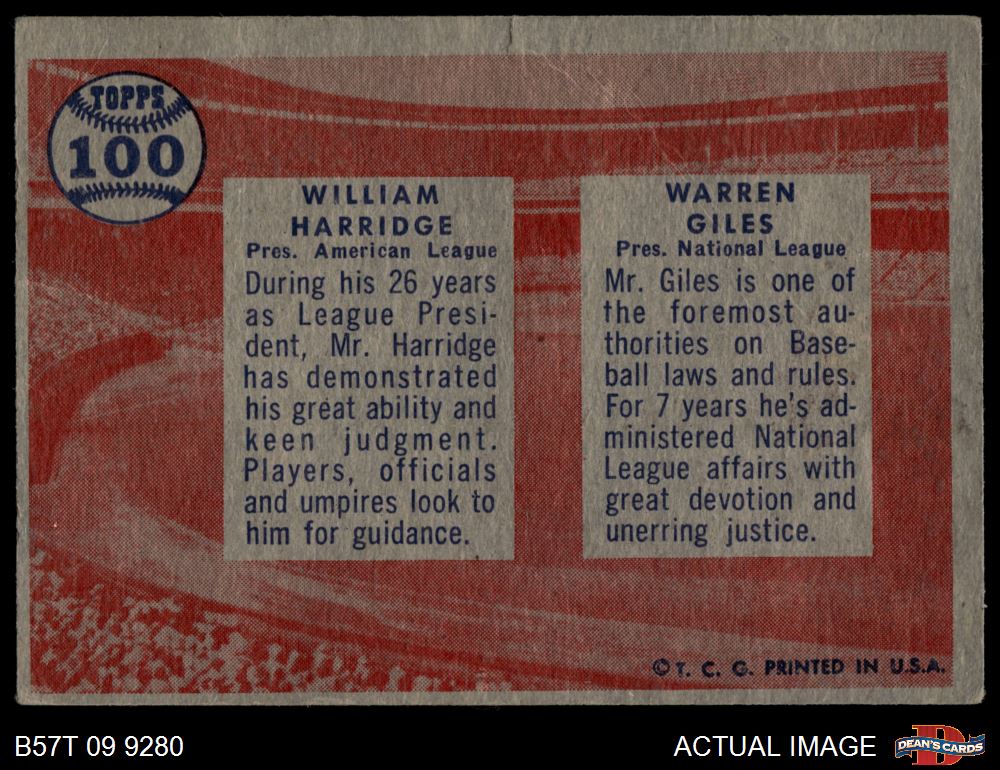 TOPPS
100
WILLIAM
HARRIDGE
Pres. American League
During his 26 years
as League Presi-
dent, Mr. Harridge
has demonstrated
his great ability and
keen judgment.
Players, officials
and umpires look to
him for guidance.
WARREN
GILES
Pres. National League
Mr. Giles is one of
the foremost au-
thorities on Base-
ball laws and rules.
For 7 years he's ad-
ministered National
League affairs with
great devotion and
unerring justice.
©T. C. G. PRINTED IN U.S.A.
B57T 09 9280
ACTUAL IMAGE
D
DEAN'S CARDS